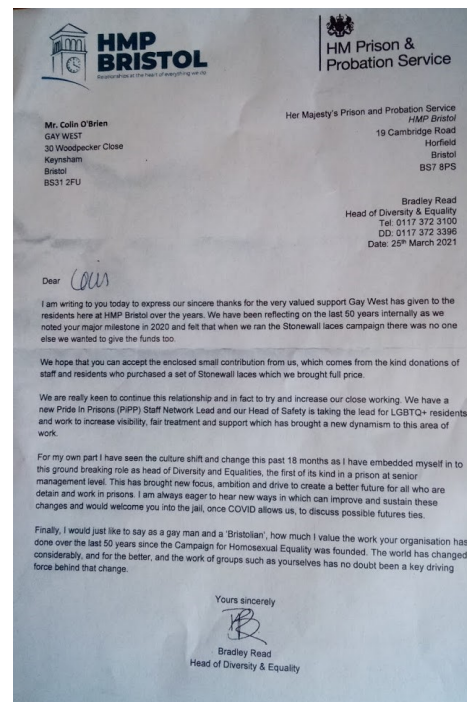 HMP
BRISTOL
Relationships at the heart of everything we do
HM Prison &
Probation Service
Mr. Colin O'Brien
GAY WEST
30 Woodpecker Close
Keynsham
Bristol
BS31 2FU
Her Majesty's Prison and Probation Service
HMP Bristol
19 Cambridge Road
Horfield
Bristol
BS7 8PS
Bradley Read
Head of Diversity & Equality
Tel: 0117 372 3100
DD: 0117 372 3396
Date: 25th March 2021
Dear Colin
I am writing to you today to express our sincere thanks for the very valued support Gay West has given to the
residents here at HMP Bristol over the years. We have been reflecting on the last 50 years internally as we
noted your major milestone in 2020 and felt that when we ran the Stonewall laces campaign there was no one
else we wanted to give the funds too.
We hope that you can accept the enclosed small contribution from us, which comes from the kind donations of
staff and residents who purchased a set of Stonewall laces which we brought full price.
We are really keen to continue this relationship and in fact to try and increase our close working. We have a
new Pride In Prisons (PiPP) Staff Network Lead and our Head of Safety is taking the lead for LGBTQ+ residents
and work to increase visibility, fair treatment and support which has brought a new dynamism to this area of
work.
For my own part I have seen the culture shift and change this past 18 months as I have embedded myself in to
this ground breaking role as head of Diversity and Equalities, the first of its kind in a prison at senior
management level. This has brought new focus, ambition and drive to create a better future for all who are
detain and work in prisons. I am always eager to hear new ways in which can improve and sustain these
changes and would welcome you into the jail, once COVID allows us, to discuss possible futures ties.
Finally, I would just like to say as a gay man and a 'Bristolian', how much I value the work your organisation has
done over the last 50 years since the Campaign for Homosexual Equality was founded. The world has changed
considerably, and for the better, and the work of groups such as yourselves has no doubt been a key driving
force behind that change.
Yours sincerely
Bradley Read
Head of Diversity & Equality